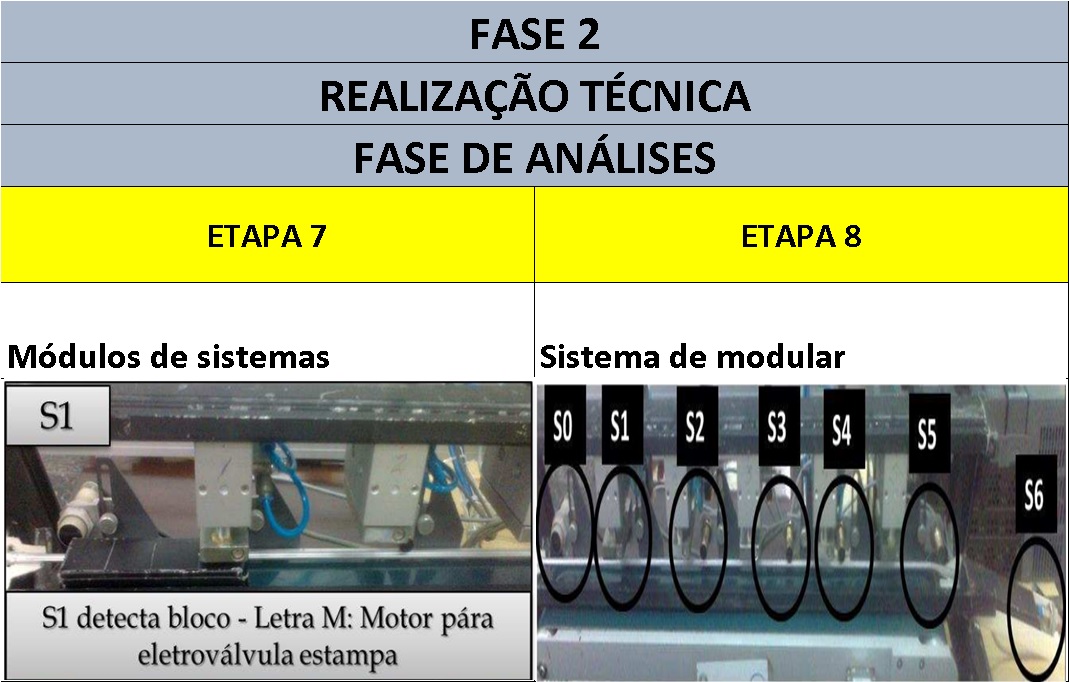 FASE 2
REALIZAÇÃO TÉCNICA
FASE DE ANÁLISES
ETAPA 7
ETAPA 8
Módulos de sistemas
Sistema de modular
S1
S1 detecta bloco - Letra M: Motor pára
eletroválvula estampa
S0
S1
S2
S3
S4
S5
S6